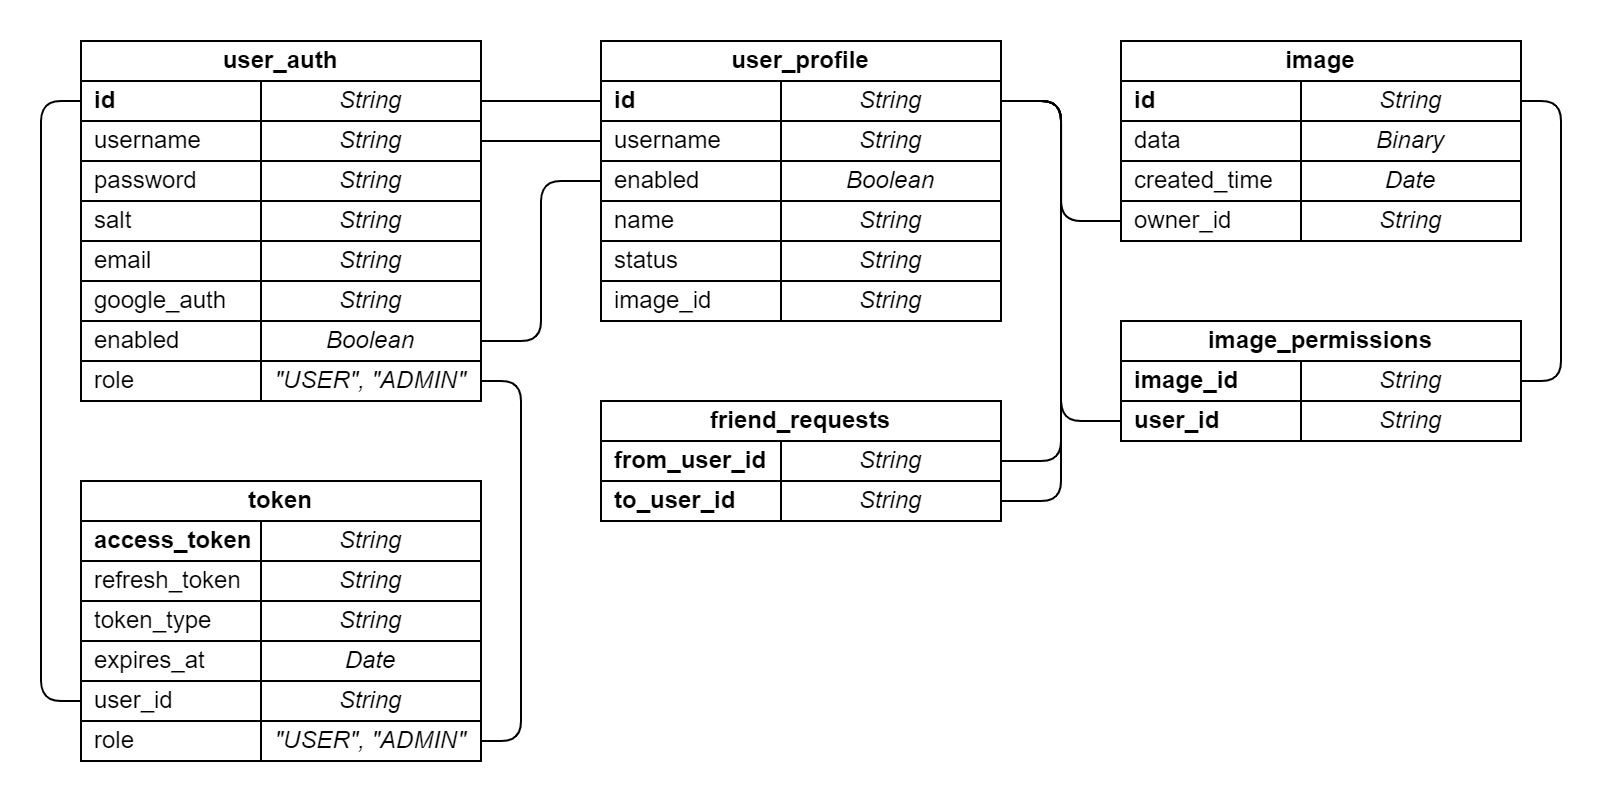 user_auth
id String
username String
password String
salt String
email String
google_auth String
enabled Boolean
role "USER", "ADMIN"
token
access_token String
refresh_token String
token_type String
expires_at Date
user_id String
role "USER", "ADMIN"
user_profile
id String
username String
enabled Boolean
name String
status String
image_id String
friend_requests
from_user_id String
to_user_id String
image
id String
data Binary
created_time Date
owner_id String
image_permissions
image_id String
user_id String